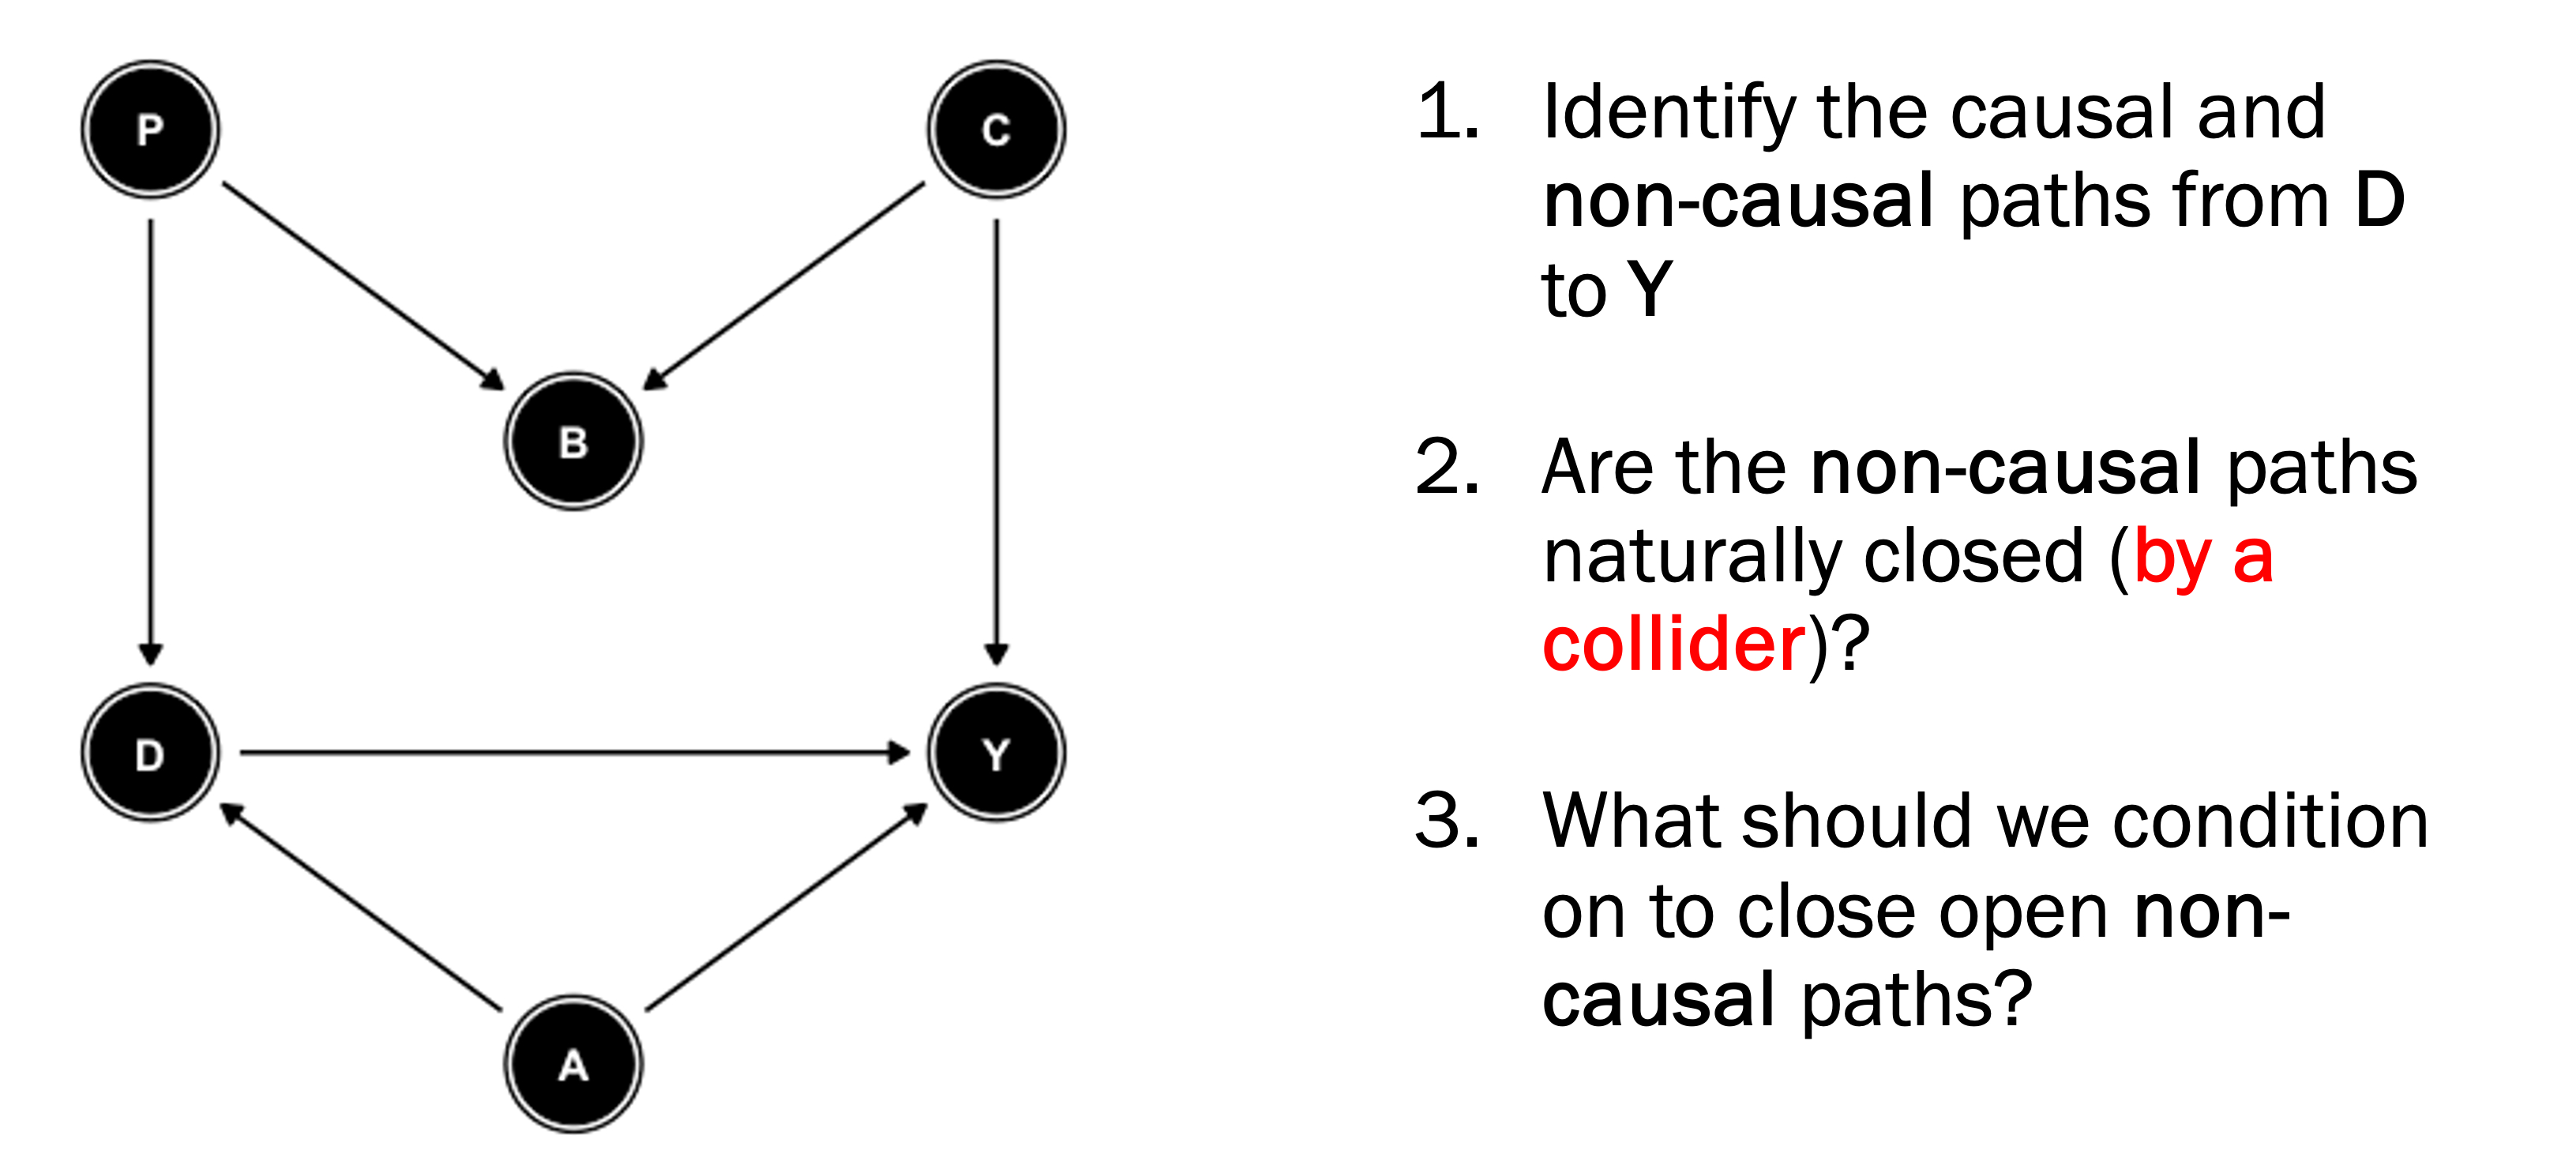 P
C
B
D
Y
A
1. Identify the causal and
non-causal paths from D
to Y
2. Are the non-causal paths
naturally closed (by a
collider)?
3. What should we condition
on to close open non-
causal paths?